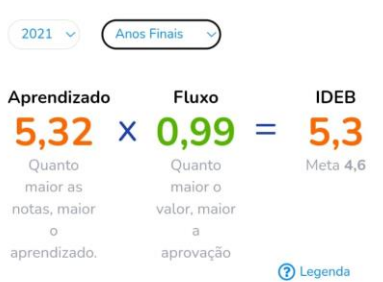 2021
Anos Finais
Aprendizado
Fluxo
IDEB
5,32 x 0,99 = 5,3
Quanto
maior as
notas, maior
o
aprendizado.
Quanto
maior o
valor, maior
a
aprovação
Meta 4,6
? Legenda